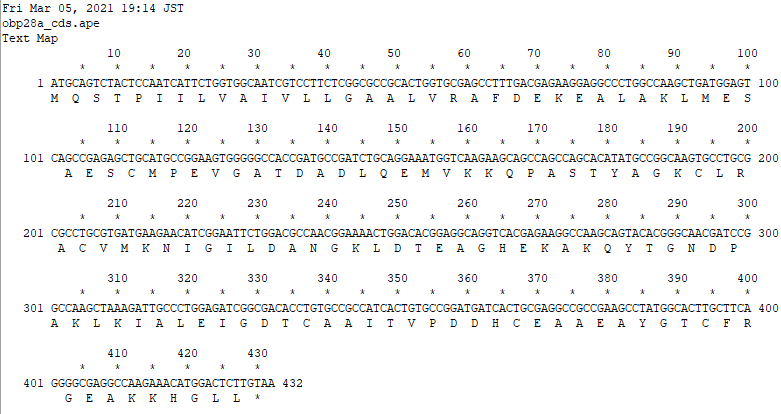 Fri Mar 05, 2021 19:14 JST
obp28a_cds.ape
Text Map
10 20 30 40 50 60 70 80 90 100
* * * * * * * * * * * * * * * * * * * *
1 ATGCAGTCTACTCCAATCATTCTGGTGGCAATCGTCCTTCTCGGCGCCGCACTGGTGCGAGCCTTTGACGAGAAGGAGGCCCTGGCCAAGCTGATGGAGT 100
M Q S T P I I L V A I V L L G A A L V R A F D E K E A L A K L M E S
110 120 130 140 150 160 170 180 190 200
* * * * * * * * * * * * * * * * * * * *
101 CAGCCGAGAGCTGCATGCCGGAAGTGGGGGCCACCGATGCCGATCTGCAGGAAATGGTCAAGAAGCAGCCAGCCAGCACATATGCCGGCAAGTGCCTGCG 200
A E S C M P E V G A T D A D L Q E M V K K Q P A S T Y A G K C L R
210 220 230 240 250 260 270 280 290 300
* * * * * * * * * * * * * * * * * * * *
201 CGCCTGCGTGATGAAGAACATCGGAATTCTGGACGCCAACGGAAAACTGGACACGGAGGCAGGTCACGAGAAGGCCAAGCAGTACACGGGCAACGATCCG 300
A C V M K N I G I L D A N G K L D T E A G H E K A K Q Y T G N D P
310 320 330 340 350 360 370 380 390 400
* * * * * * * * * * * * * * * * * * * *
301 GCCAAGCTAAAGATTGCCCTGGAGATCGGCGACACCTGTGCCGCCATCACTGTGCCGGATGATCACTGCGAGGCCGCCGAAGCCTATGGCACTTGCTTCA 400
A K L K I A L E I G D T C A A I T V P D D H C E A A E A Y G T C F R
410 420 430
* * * * * *
401 GGGGCGAGGCCAAGAAACATGGACTCTTGTAA 432
G E A K K H G L L *